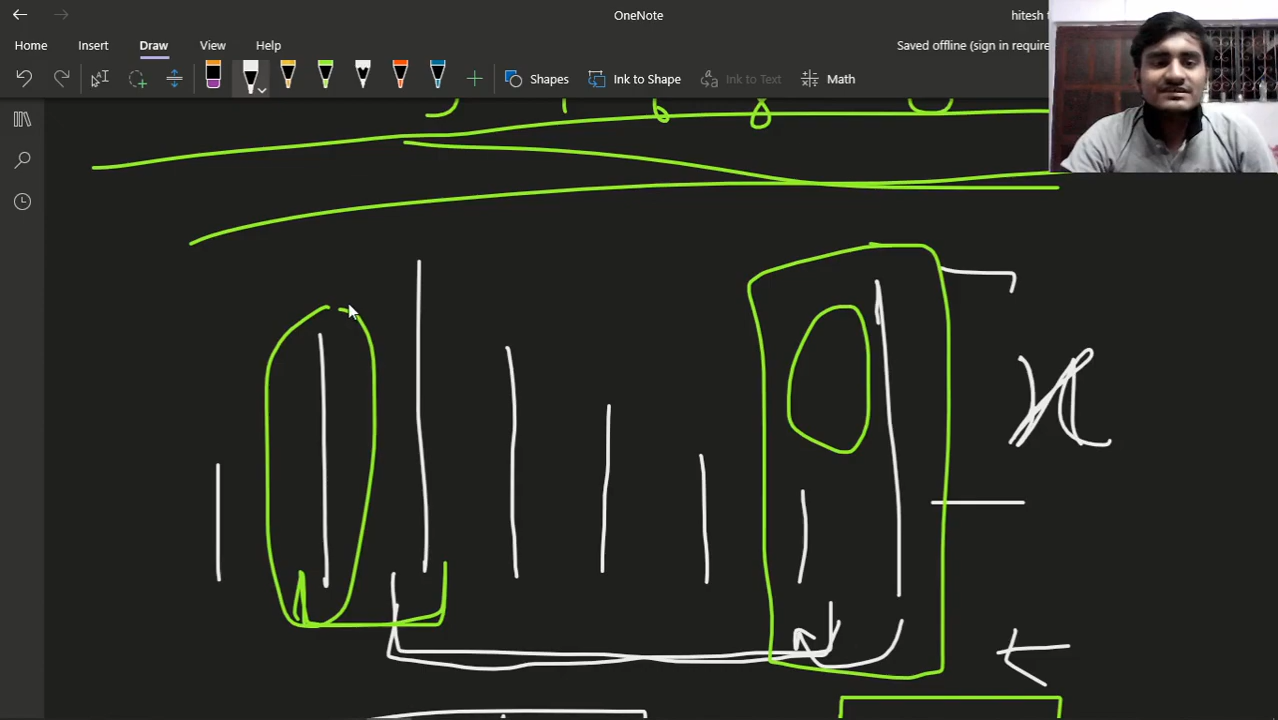 OneNote
hitesh
Home Insert Draw View Help
Saved offline (sign in require
Shapes Ink to Shape Ink to Text Math
x